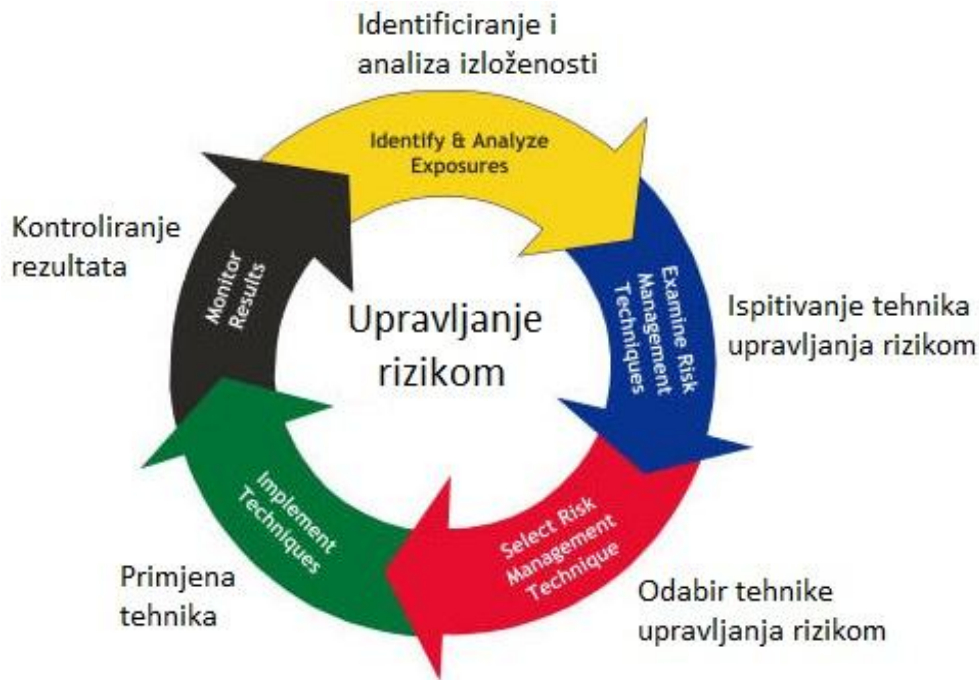 Identificiranje i
analiza izloženosti
Identify & Analyze
Exposures
Examine Risk
Management
Techniques
Ispitivanje tehnika
upravljanja rizikom
Select Risk
Management
Technique
Odabir tehnike
upravljanja rizikom
Implement
Techniques
Primjena
tehnika
Monitor
Results
Kontroliranje
rezultata
Upravljanje
rizikom